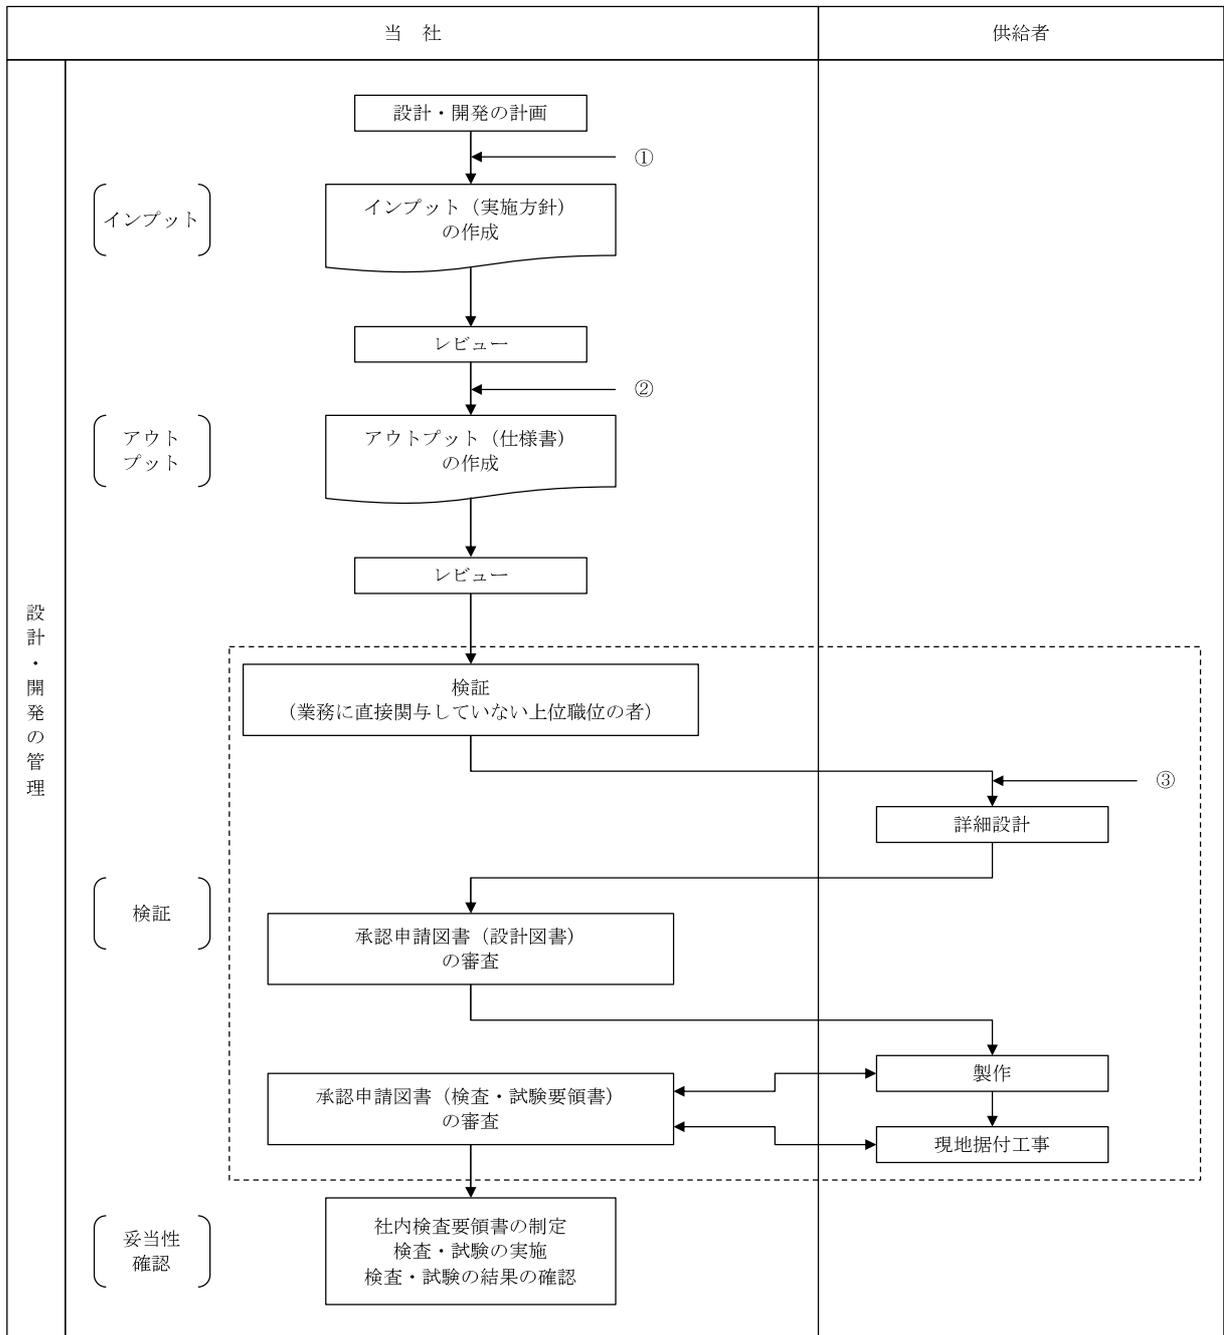 当　社
供給者
設計・開発の管理
設計・開発の計画
①
インプット
インプット（実施方針）
の作成
レビュー
②
アウト
プット
アウトプット（仕様書）
の作成
レビュー
検証
（業務に直接関与していない上位職位の者）
③
詳細設計
検証
承認申請図書（設計図書）
の審査
製作
承認申請図書（検査・試験要領書）
の審査
現地据付工事
妥当性
確認
社内検査要領書の制定
検査・試験の実施
検査・試験の結果の確認